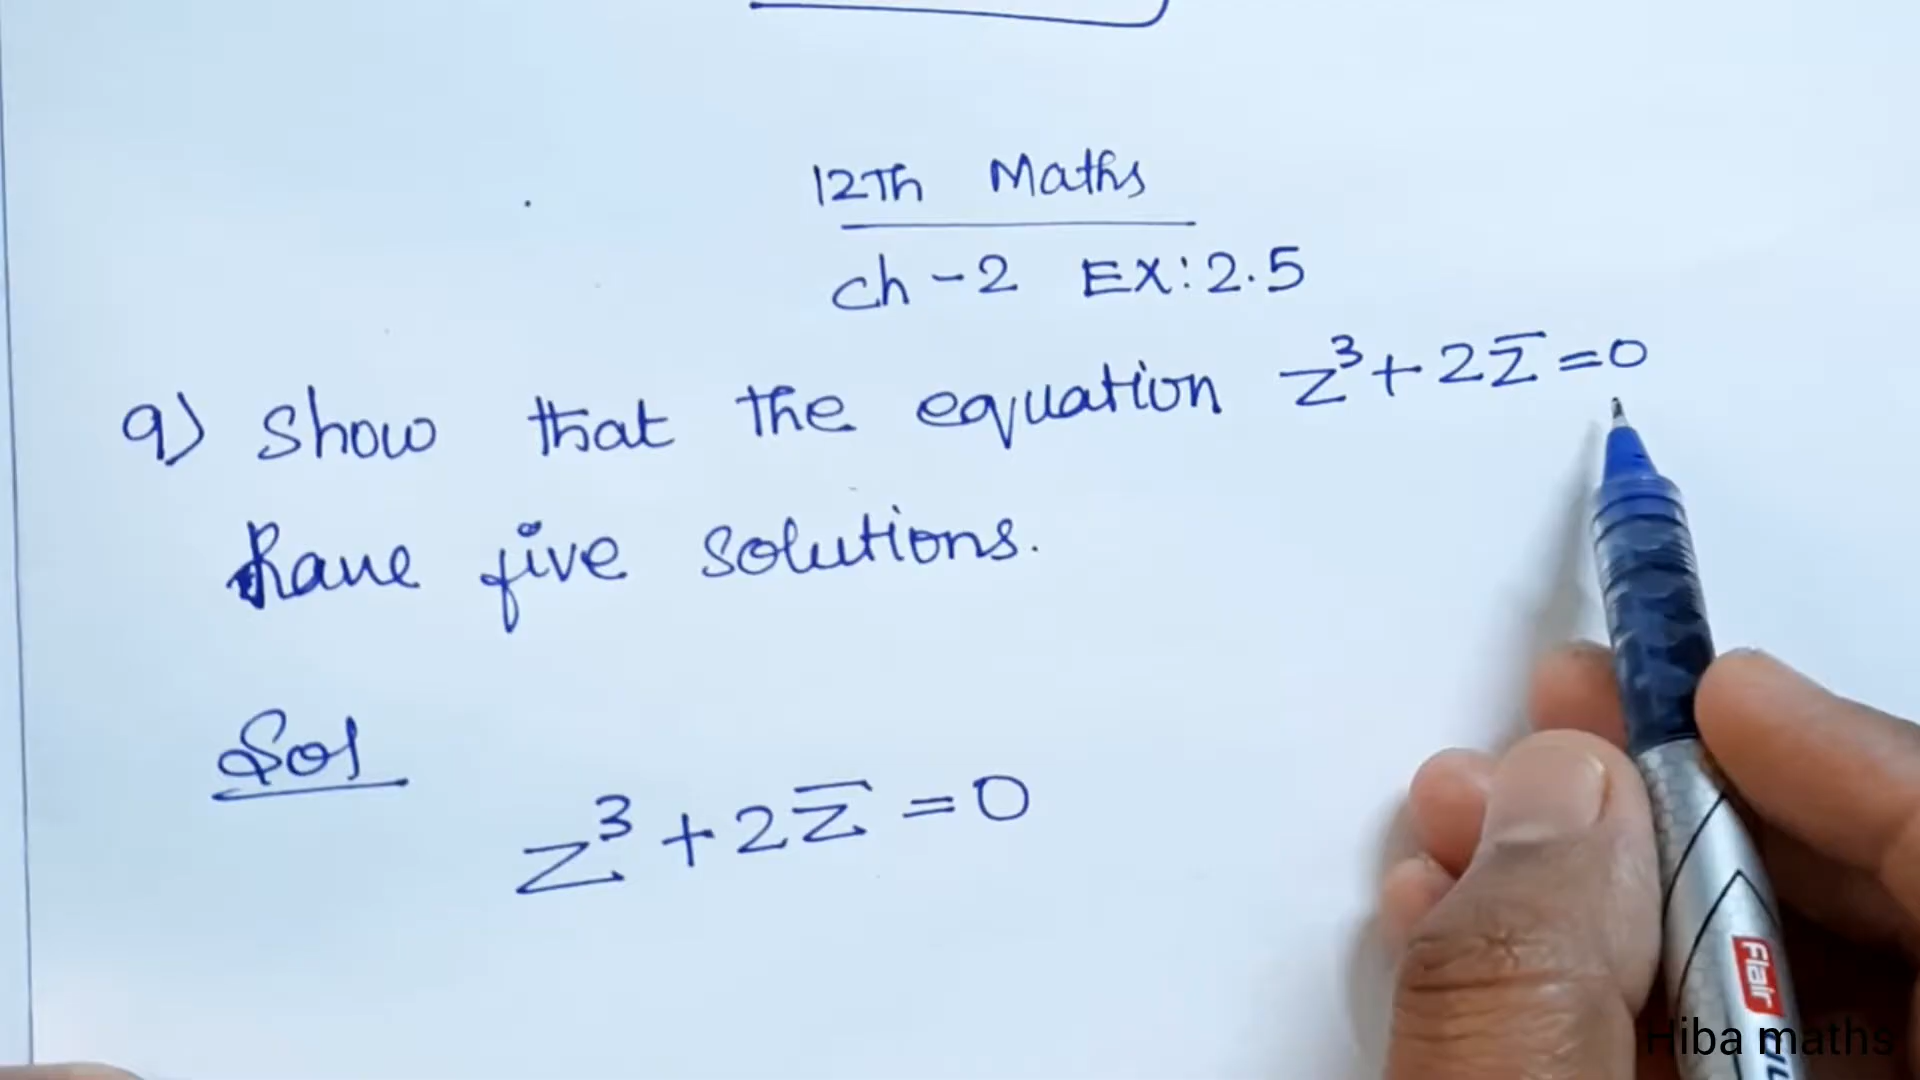 12Th Maths
ch-2 EX: 2.5
9) Show that the equation z³ + 2z̅ = 0
have five solutions.
Sol
z³ + 2z̅ = 0
Flair
Hiba maths